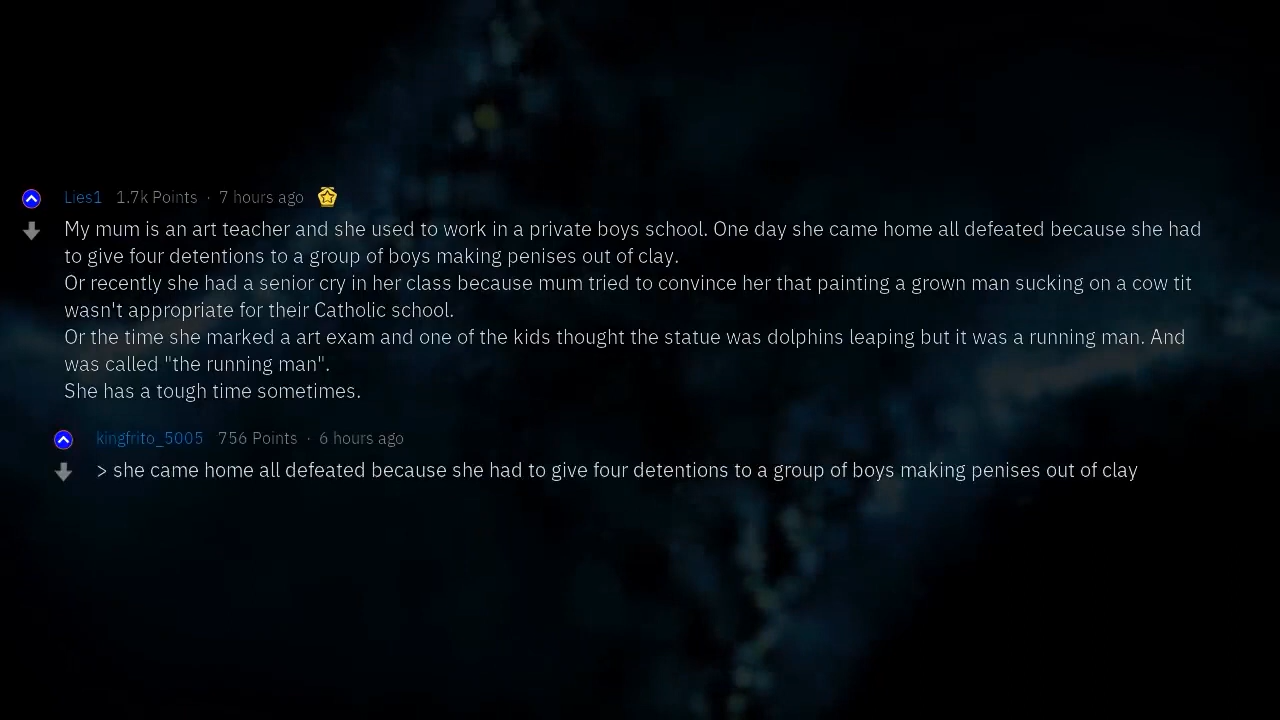 Lies1 1.7k Points · 7 hours ago
My mum is an art teacher and she used to work in a private boys school. One day she came home all defeated because she had
to give four detentions to a group of boys making penises out of clay.
Or recently she had a senior cry in her class because mum tried to convince her that painting a grown man sucking on a cow tit
wasn't appropriate for their Catholic school.
Or the time she marked a art exam and one of the kids thought the statue was dolphins leaping but it was a running man. And
was called "the running man".
She has a tough time sometimes.
kingfrito_5005 756 Points · 6 hours ago
> she came home all defeated because she had to give four detentions to a group of boys making penises out of clay